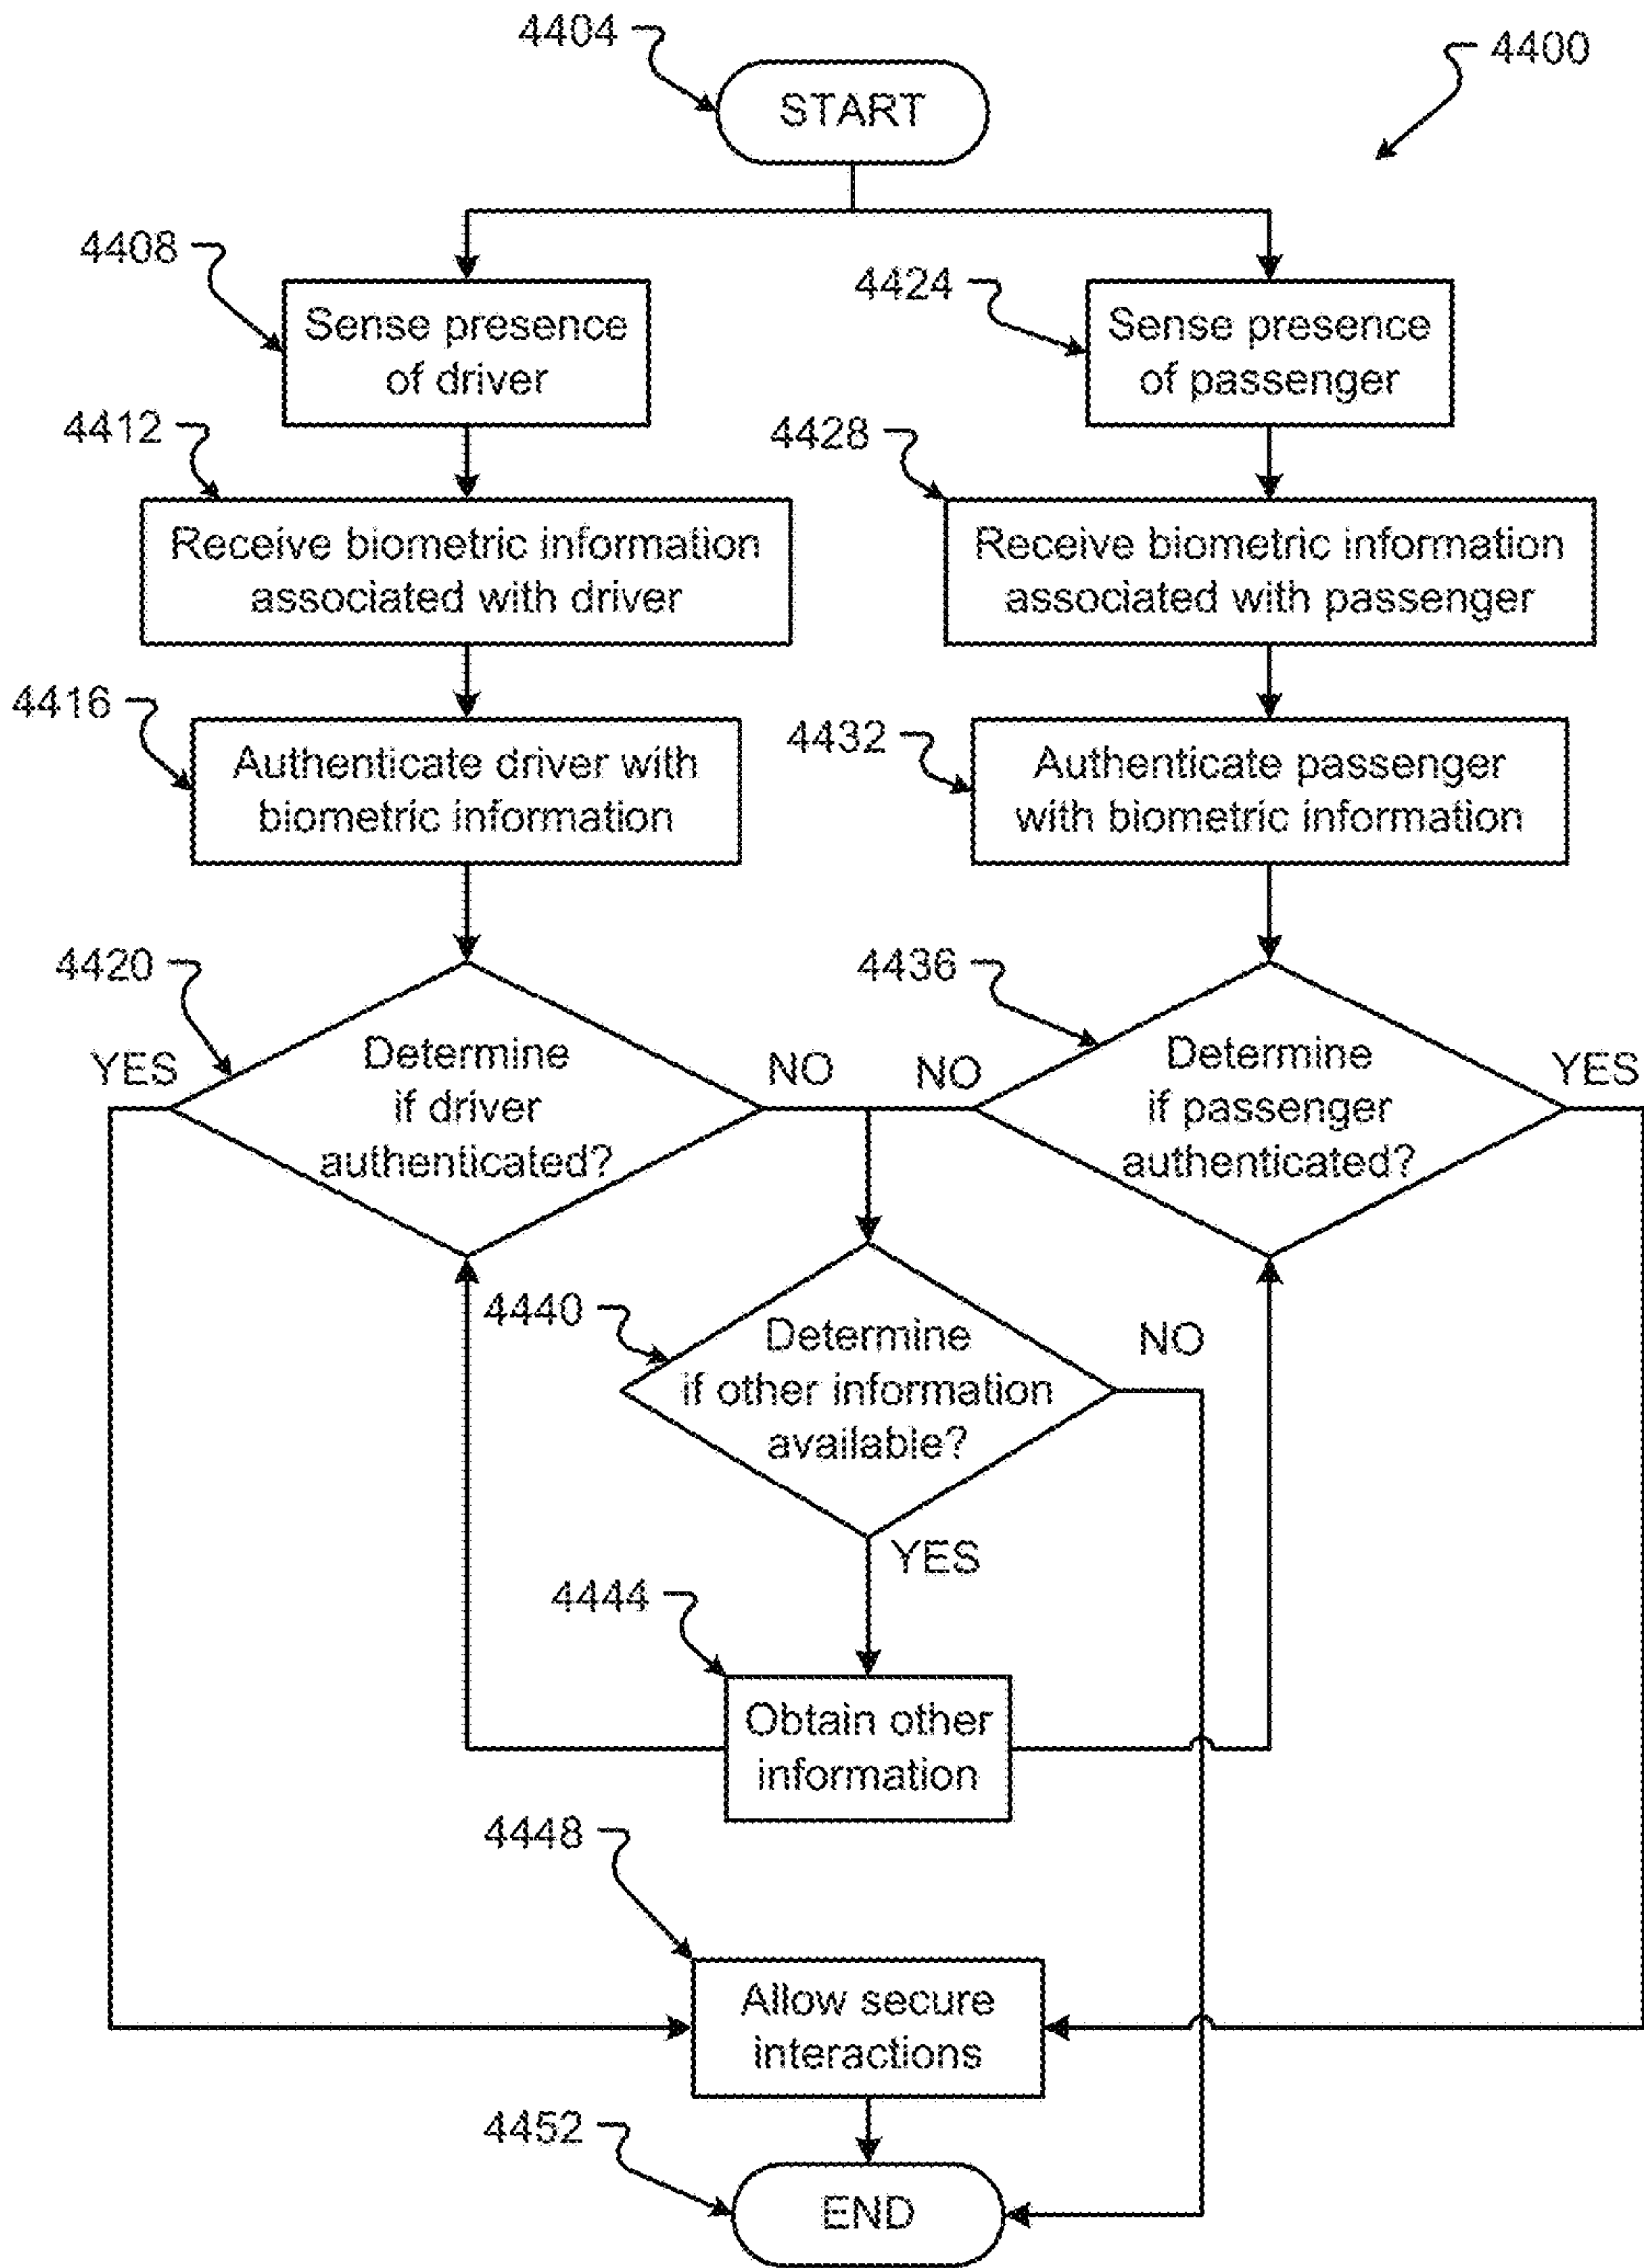 4404
4400
START
4408
4424
Sense presence
of driver
Sense presence
of passenger
4412
4428
Receive biometric information
associated with driver
Receive biometric information
associated with passenger
4416
4432
Authenticate driver with
biometric information
Authenticate passenger
with biometric information
4420
4436
YES
Determine
if driver
authenticated?
NO
NO
Determine
if passenger
authenticated?
YES
4440
Determine
if other information
available?
NO
YES
4444
Obtain other
information
4448
Allow secure
interactions
4452
END